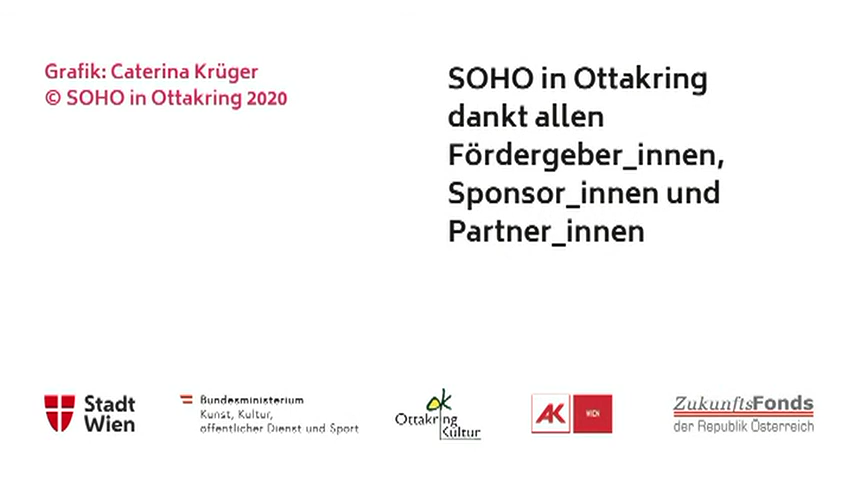 Grafik: Caterina Krüger
© SOHO in Ottakring 2020
SOHO in Ottakring
dankt allen
Fördergeber_innen,
Sponsor_innen und
Partner_innen
Stadt
Wien
Bundesministerium
Kunst, Kultur,
öffentlicher Dienst und Sport
ok
Ottakring
Kultur
AK
WIEN
ZukunftsFonds
der Republik Österreich